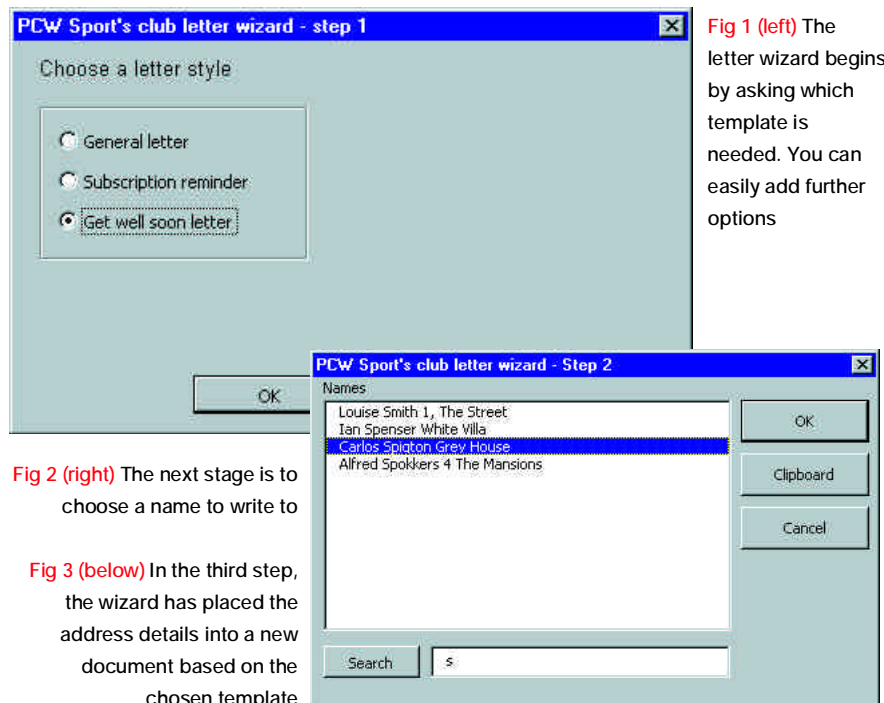 PCW Sport's club letter wizard - step 1
Choose a letter style
General letter
Subscription reminder
Get well soon letter
OK
Fig 1 (left) The
letter wizard begins
by asking which
template is
needed. You can
easily add further
options
PCW Sport's club letter wizard - Step 2
Names
Louise Smith 1, The Street
Ian Spenser White Villa
Carlos Spigton Grey House
Alfred Spokkers 4 The Mansions
OK
Clipboard
Cancel
Search
s
Fig 2 (right) The next stage is to
choose a name to write to
Fig 3 (below) In the third step,
the wizard has placed the
address details into a new
document based on the
chosen template